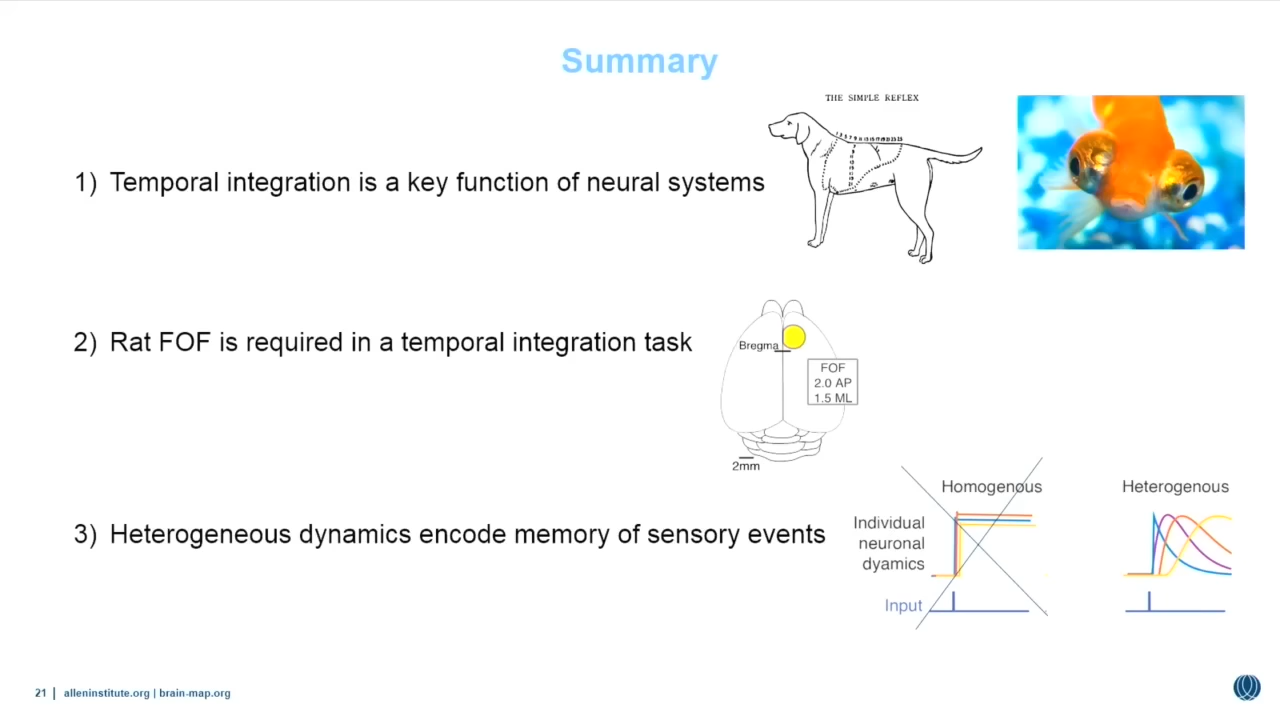 Summary
THE SIMPLE REFLEX
1) Temporal integration is a key function of neural systems
2) Rat FOF is required in a temporal integration task
Bregma
FOF
2.0 AP
1.5 ML
2mm
3) Heterogeneous dynamics encode memory of sensory events
Homogenous
Heterogenous
Individual
neuronal
dyamics
Input
21 | alleninstitute.org | brain-map.org